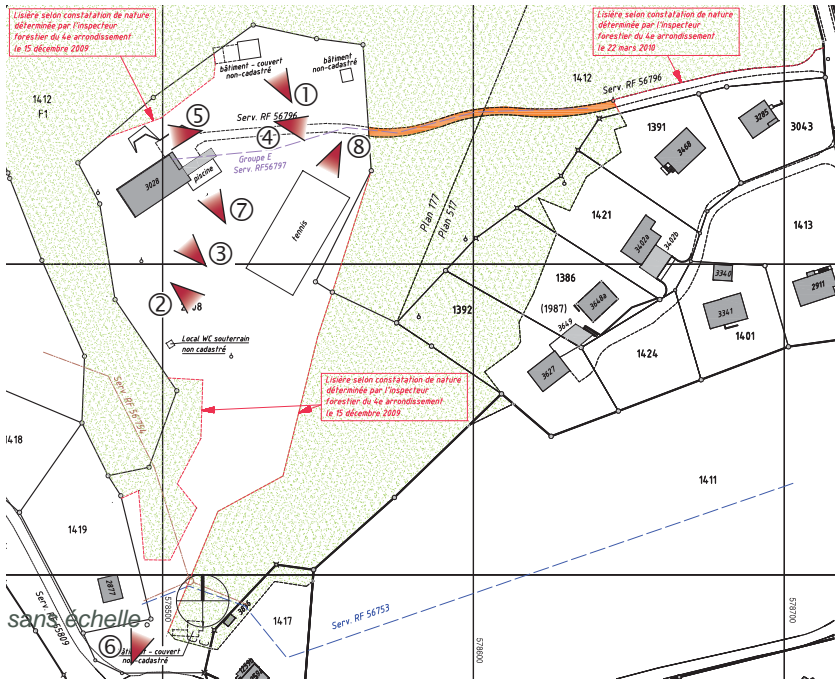 Lisière selon constatation de nature
déterminée par l'inspecteur
forestier du 4e arrondissement
le 15 décembre 2009
Lisière selon constatation de nature
déterminée par l'inspecteur
forestier du 4e arrondissement
le 22 mars 2010
bâtiment - couvert
non-cadastré
bâtiment
non-cadastré
1412
F1
1412
Serv. RF 56796
①
⑤
④
Serv. RF 56796
⑧
Groupe E
Serv. RF56797
3028
piscine
⑦
tennis
③
②
Local WC souterrain
non cadastré
Plan 177
Plan 517
1391
3468
3285
3043
1421
3402a
3402b
1413
1386
(1987)
3648a
3649
3627
3340
3341
2911
1392
1424
1401
Lisière selon constatation de nature
déterminée par l'inspecteur
forestier du 4e arrondissement
le 15 décembre 2009
Serv. RF 56754
1418
1419
1411
2877
sans échelle
578500
3896
1417
Serv. RF 56753
578600
578700
⑥
non-cadastré